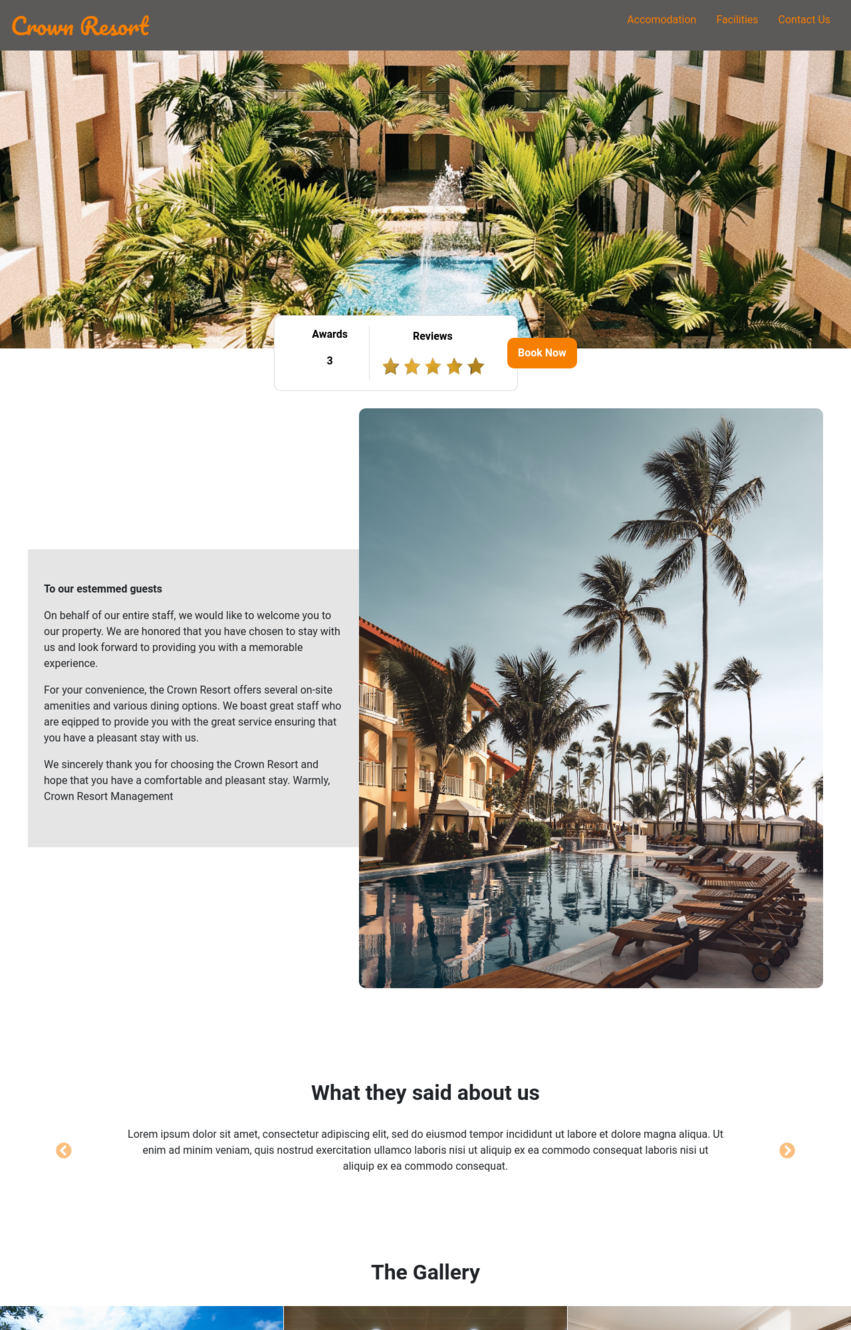 Crown Resort
Accomodation Facilities Contact Us
Awards
3
Reviews
Book Now
To our estemmed guests
On behalf of our entire staff, we would like to welcome you to
our property. We are honored that you have chosen to stay with
us and look forward to providing you with a memorable
experience.
For your convenience, the Crown Resort offers several on-site
amenities and various dining options. We boast great staff who
are eqipped to provide you with the great service ensuring that
you have a pleasant stay with us.
We sincerely thank you for choosing the Crown Resort and
hope that you have a comfortable and pleasant stay. Warmly,
Crown Resort Management
What they said about us
Lorem ipsum dolor sit amet, consectetur adipiscing elit, sed do eiusmod tempor incididunt ut labore et dolore magna aliqua. Ut
enim ad minim veniam, quis nostrud exercitation ullamco laboris nisi ut aliquip ex ea commodo consequat laboris nisi ut
aliquip ex ea commodo consequat.
The Gallery